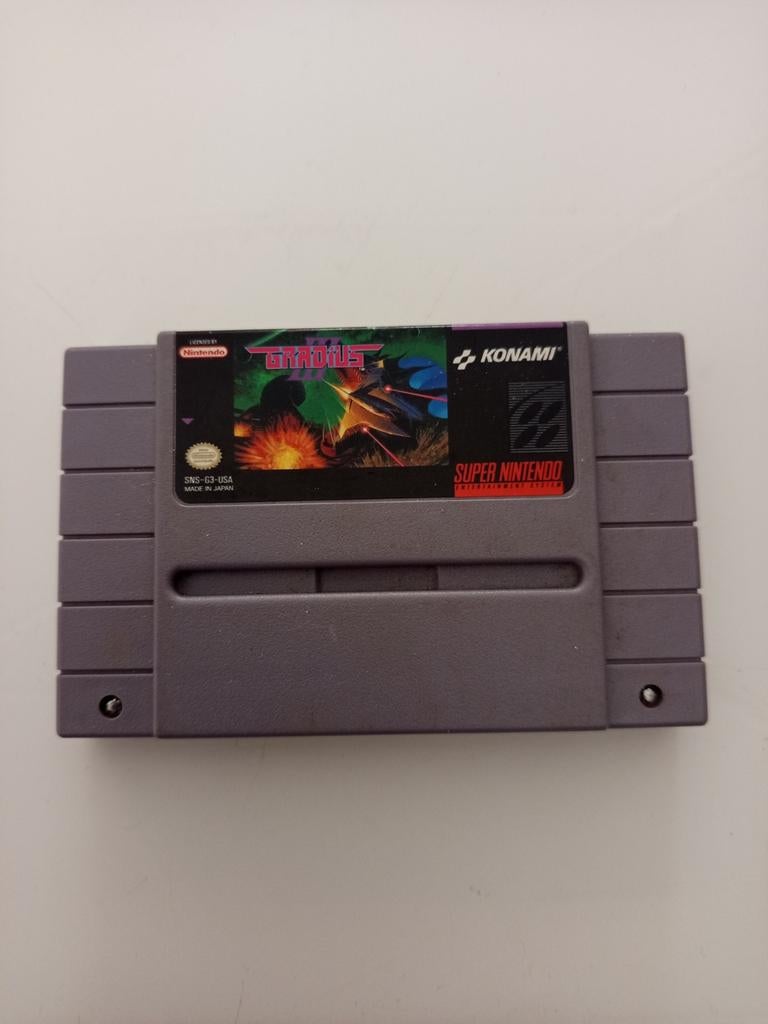 LICENSED BY
Nintendo
GRADIUS
III
KONAMI®
SNS-G3-USA
MADE IN JAPAN
SUPER NINTENDO
ENTERTAINMENT SYSTEM